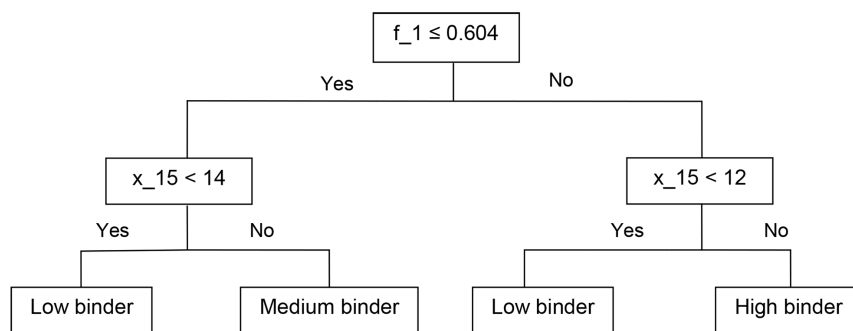 f_1 ≤ 0.604
Yes
No
x_15 < 14
x_15 < 12
Yes
No
Yes
No
Low binder
Medium binder
Low binder
High binder